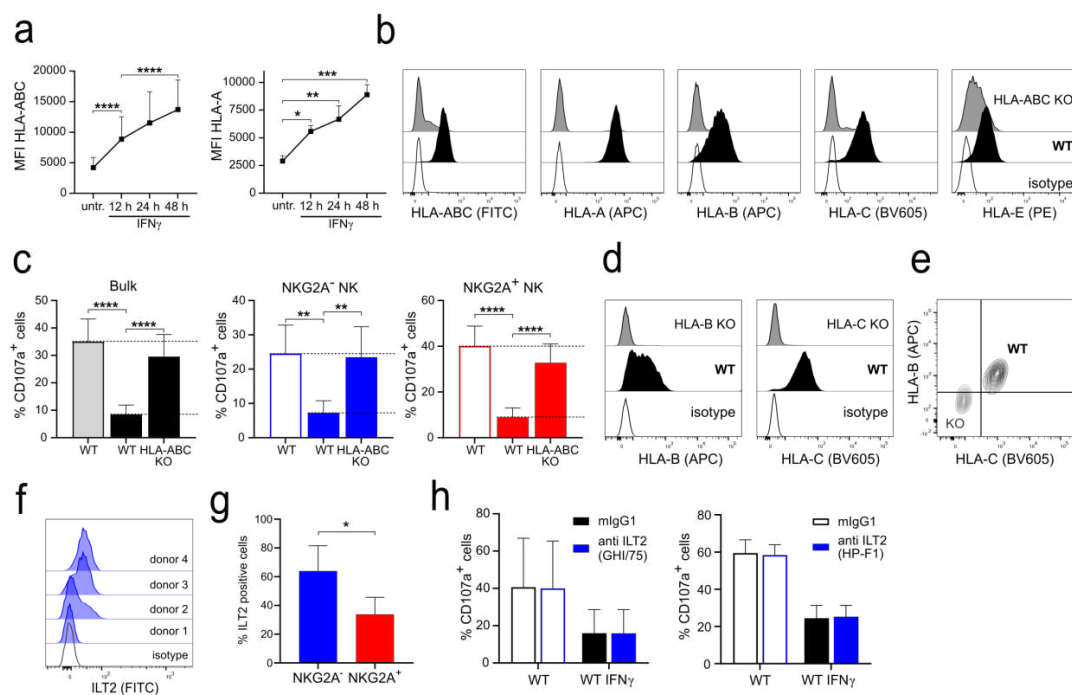 a
MFI HLA-ABC
20000
15000
10000
5000
0
****
****
untr.
12 h
24 h
48 h
IFNγ
MFI HLA-A
10000
7500
5000
2500
0
***
**
*
untr.
12 h
24 h
48 h
IFNγ
b
HLA-ABC KO
WT
isotype
HLA-ABC (FITC)
HLA-A (APC)
HLA-B (APC)
HLA-C (BV605)
HLA-E (PE)
c
Bulk
% CD107a+ cells
60
50
40
30
20
10
0
****
****
WT
WT
HLA-ABC
KO
NKG2A- NK
% CD107a+ cells
40
30
20
10
0
**
**
WT
WT
HLA-ABC
KO
NKG2A+ NK
% CD107a+ cells
60
40
20
0
****
****
WT
WT
HLA-ABC
KO
d
HLA-B KO
WT
isotype
HLA-B (APC)
HLA-C KO
WT
isotype
HLA-C (BV605)
e
HLA-B (APC)
WT
KO
HLA-C (BV605)
f
donor 4
donor 3
donor 2
donor 1
isotype
ILT2 (FITC)
g
% ILT2 positive cells
100
80
60
40
20
0
*
NKG2A-
NKG2A+
h
mIgG1
anti ILT2
(GHI/75)
% CD107a+ cells
80
60
40
20
0
WT
WT IFNγ
mIgG1
anti ILT2
(HP-F1)
% CD107a+ cells
80
60
40
20
0
WT
WT IFNγ